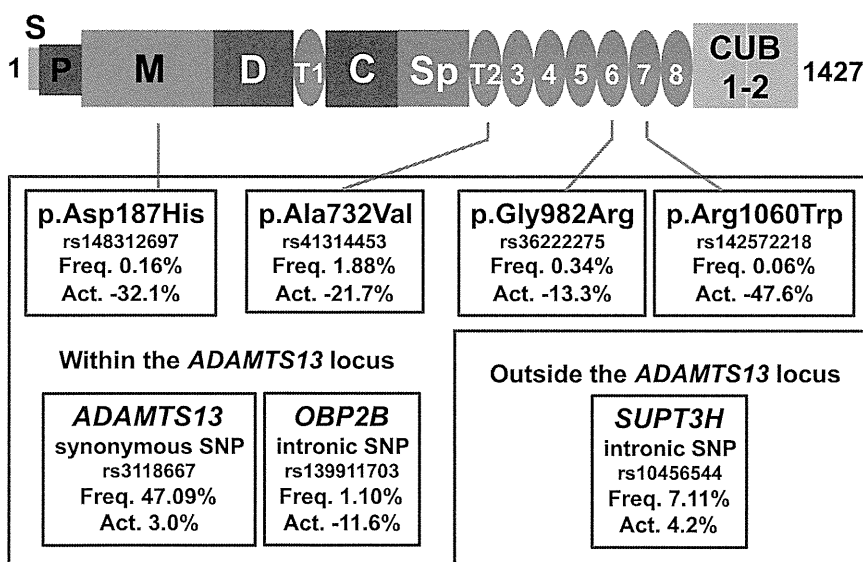 S
1 P M D T1 C Sp T2 3 4 5 6 7 8 CUB 1-2 1427
p.Asp187His
rs148312697
Freq. 0.16%
Act. -32.1%
p.Ala732Val
rs41314453
Freq. 1.88%
Act. -21.7%
p.Gly982Arg
rs36222275
Freq. 0.34%
Act. -13.3%
p.Arg1060Trp
rs142572218
Freq. 0.06%
Act. -47.6%
Within the ADAMTS13 locus
ADAMTS13
synonymous SNP
rs3118667
Freq. 47.09%
Act. 3.0%
OBP2B
intronic SNP
rs139911703
Freq. 1.10%
Act. -11.6%
Outside the ADAMTS13 locus
SUPT3H
intronic SNP
rs10456544
Freq. 7.11%
Act. 4.2%